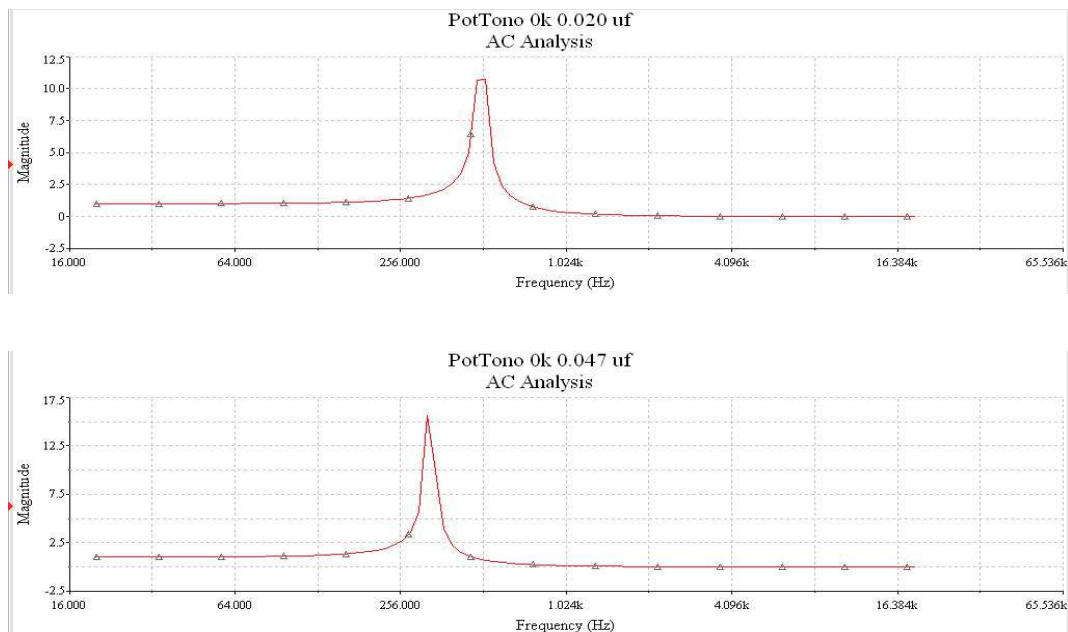 PotTono 0k 0.020 uf
AC Analysis
12.5
10.0
7.5
5.0
2.5
0
-2.5
Magnitude
16.000 64.000 256.000 1.024k 4.096k 16.384k 65.536k
Frequency (Hz)
PotTono 0k 0.047 uf
AC Analysis
17.5
12.5
2.5
-2.5
Magnitude
16.000 64.000 256.000 1.024k 4.096k 16.384k 65.536k
Frequency (Hz)